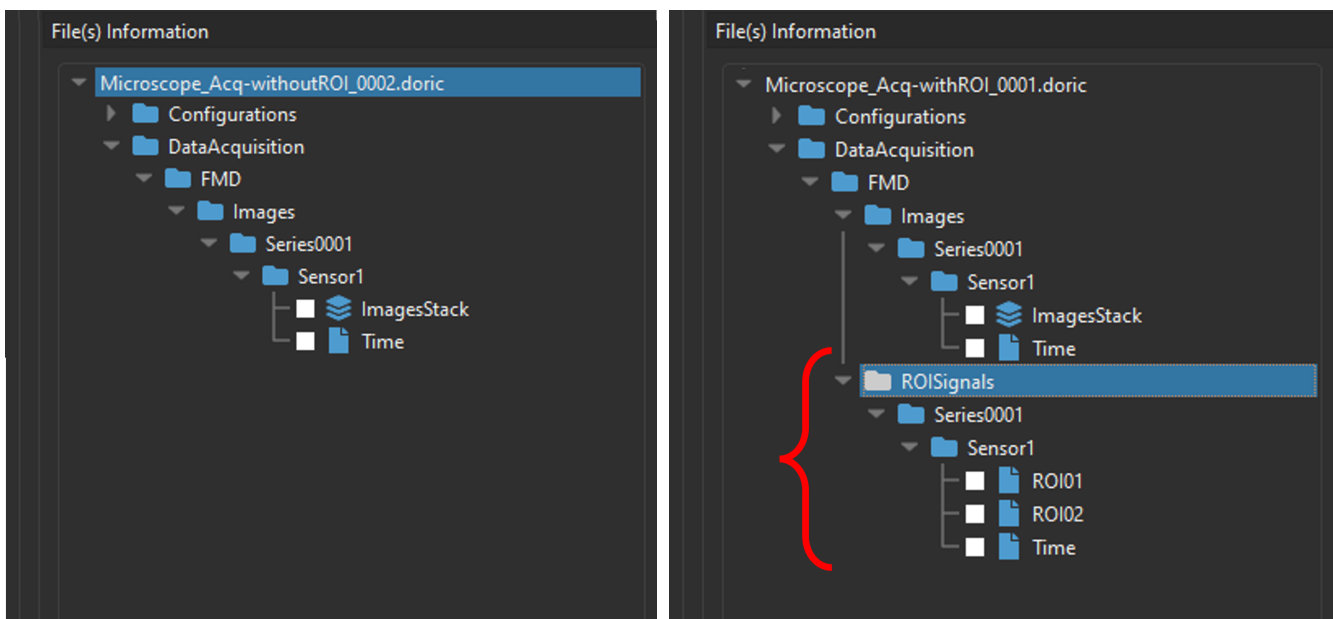 File(s) Information
Microscope_Acq-withoutROI_0002.doric
Configurations
DataAcquisition
FMD
Images
Series0001
Sensor1
ImagesStack
Time
File(s) Information
Microscope_Acq-withROI_0001.doric
Configurations
DataAcquisition
FMD
Images
Series0001
Sensor1
ImagesStack
Time
ROISignals
Series0001
Sensor1
ROI01
ROI02
Time